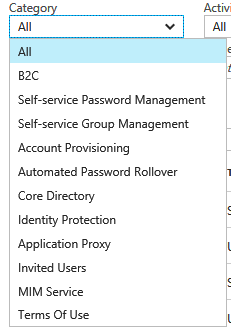 Category Activi
All All
All
B2C
Self-service Password Management
Self-service Group Management
Account Provisioning
Automated Password Rollover
Core Directory
Identity Protection
Application Proxy
Invited Users
MIM Service
Terms Of Use